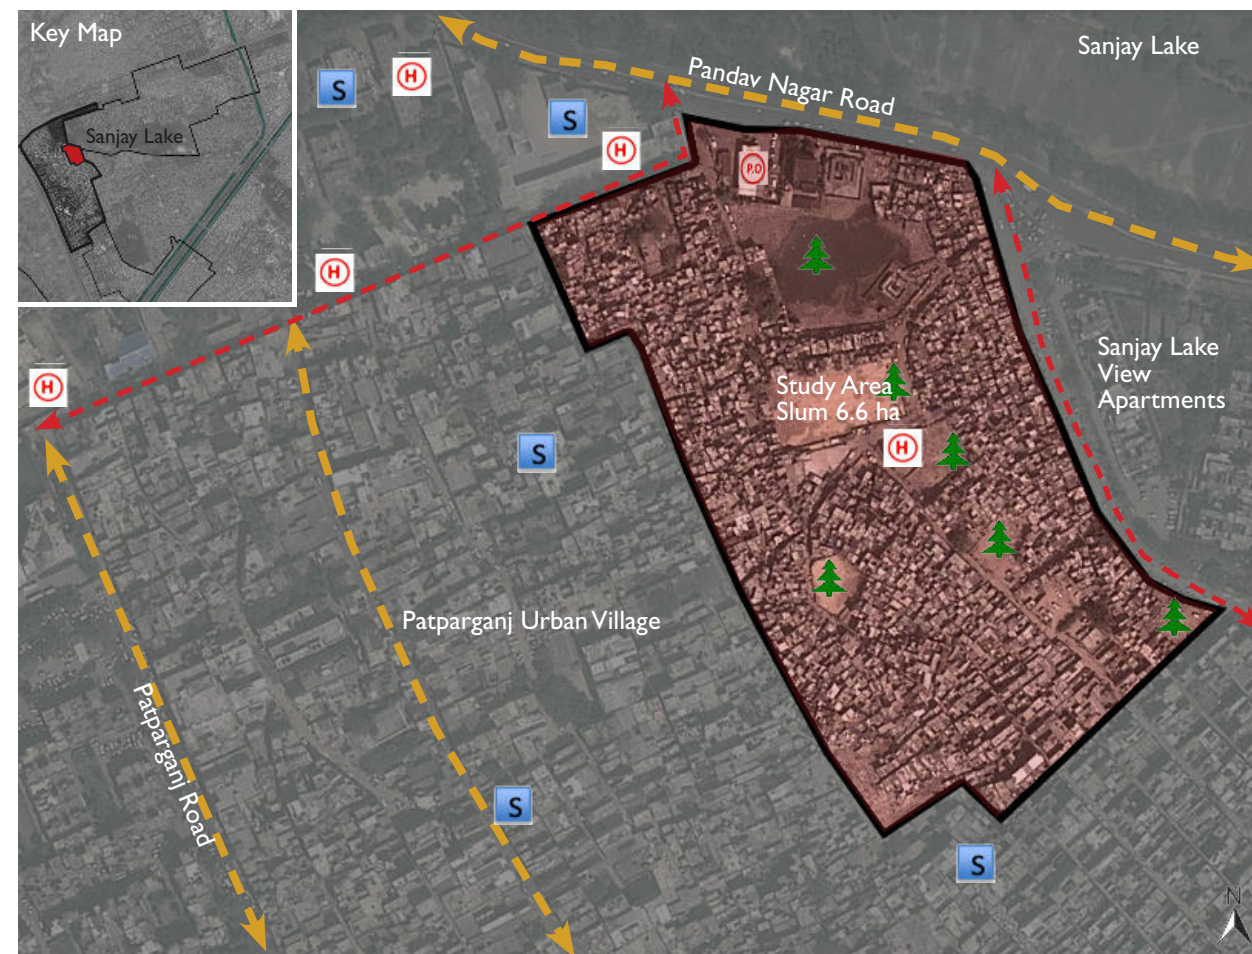 Key Map
Sanjay Lake
Sanjay Lake
Pandav Nagar Road
S
H
S
H
P.O
H
H
Sanjay Lake
View
Apartments
Study Area
Slum 6.6 ha
H
S
Patparganj Urban Village
Patparganj Road
S
S
N